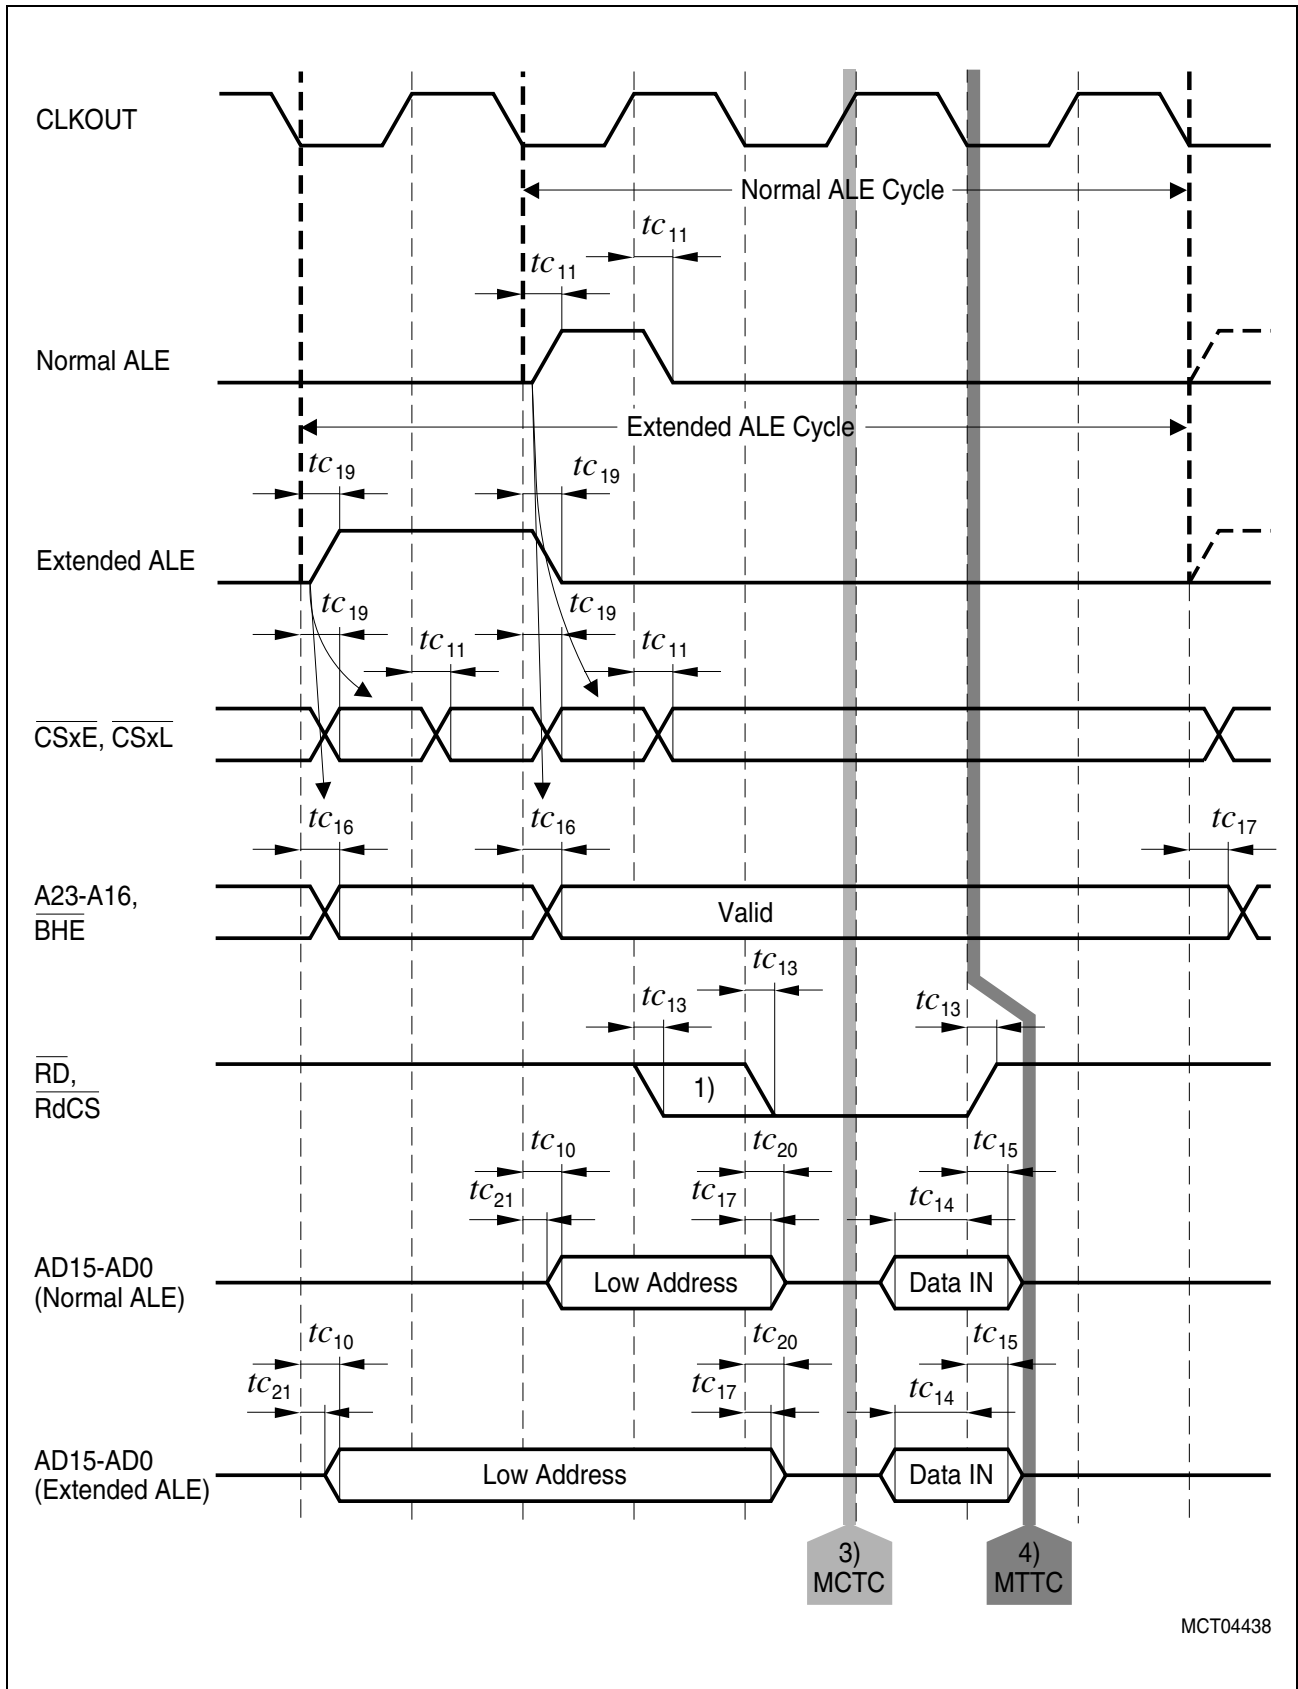 CLKOUT
Normal ALE Cycle
tc11
tc11
Normal ALE
Extended ALE Cycle
tc19
tc19
Extended ALE
tc19
tc19
tc11
tc11
CSxE, CSxL
tc16
tc16
tc17
A23-A16,
BHE
Valid
tc13
tc13
tc13
RD,
RdCS
1)
tc10
tc20
tc15
tc21
tc17
tc14
AD15-AD0
(Normal ALE)
Low Address
Data IN
tc10
tc20
tc15
tc21
tc17
tc14
AD15-AD0
(Extended ALE)
Low Address
Data IN
3)
MCTC
4)
MTTC
MCT04438